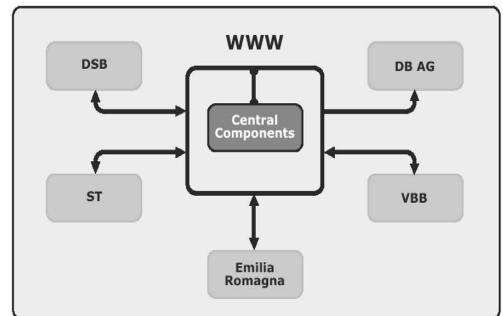 WWW
DSB
DB AG
Central
Components
ST
VBB
Emilia
Romagna